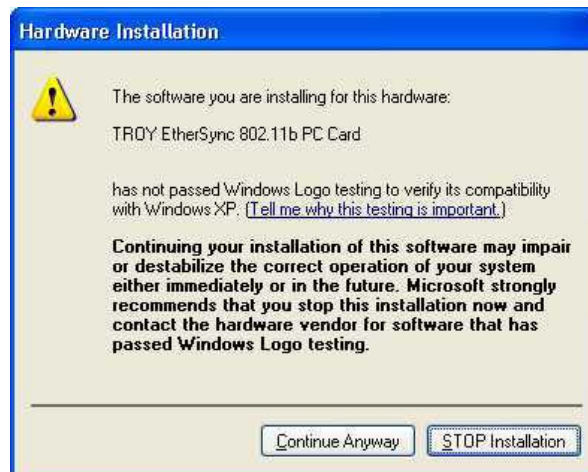 Hardware Installation
The software you are installing for this hardware:
TROY EtherSync 802.11b PC Card
has not passed Windows Logo testing to verify its compatibility
with Windows XP. (Tell me why this testing is important.)
Continuing your installation of this software may impair
or destabilize the correct operation of your system
either immediately or in the future. Microsoft strongly
recommends that you stop this installation now and
contact the hardware vendor for software that has
passed Windows Logo testing.
Continue Anyway STOP Installation